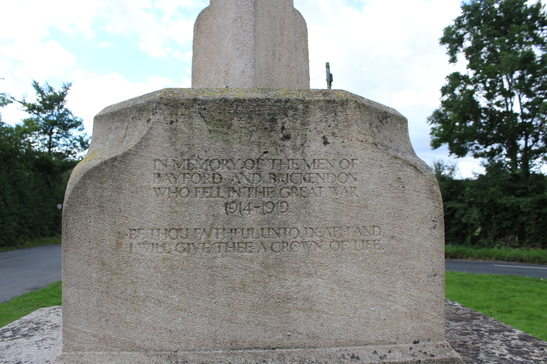 IN MEMORY OF THE MEN OF
BAYFORD AND BRICKENDON
WHO FELL IN THE GREAT WAR
1914-1919
BE THOU FAITHFUL UNTO DEATH AND
I WILL GIVE THEE A CROWN OF LIFE.